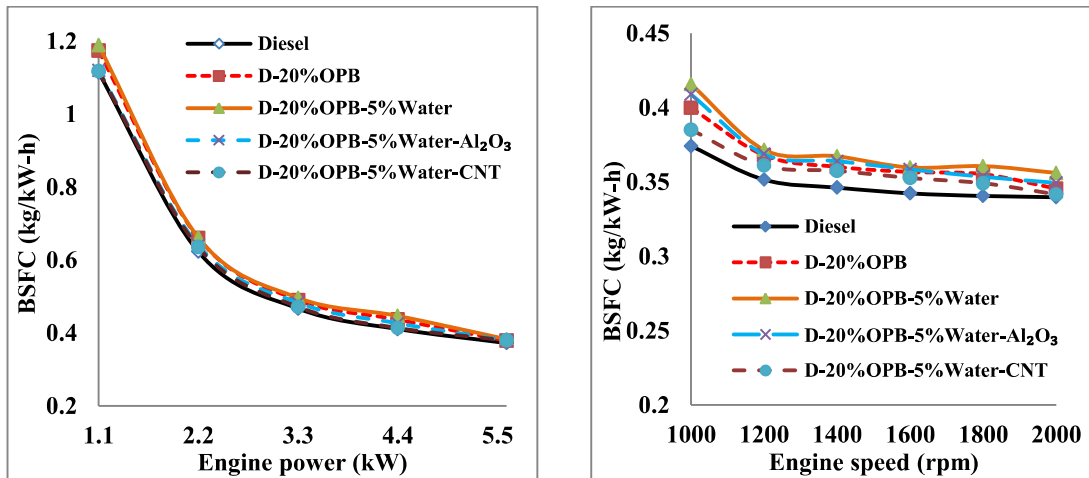 BSFC (kg/kW-h)
1.2
1
0.8
0.6
0.4
0.2
Diesel
D-20%OPB
D-20%OPB-5%Water
D-20%OPB-5%Water-Al₂O₃
D-20%OPB-5%Water-CNT
1.1 2.2 3.3 4.4 5.5
Engine power (kW)
BSFC (kg/kW-h)
0.45
0.4
0.35
0.3
0.25
0.2
Diesel
D-20%OPB
D-20%OPB-5%Water
D-20%OPB-5%Water-Al₂O₃
D-20%OPB-5%Water-CNT
1000 1200 1400 1600 1800 2000
Engine speed (rpm)